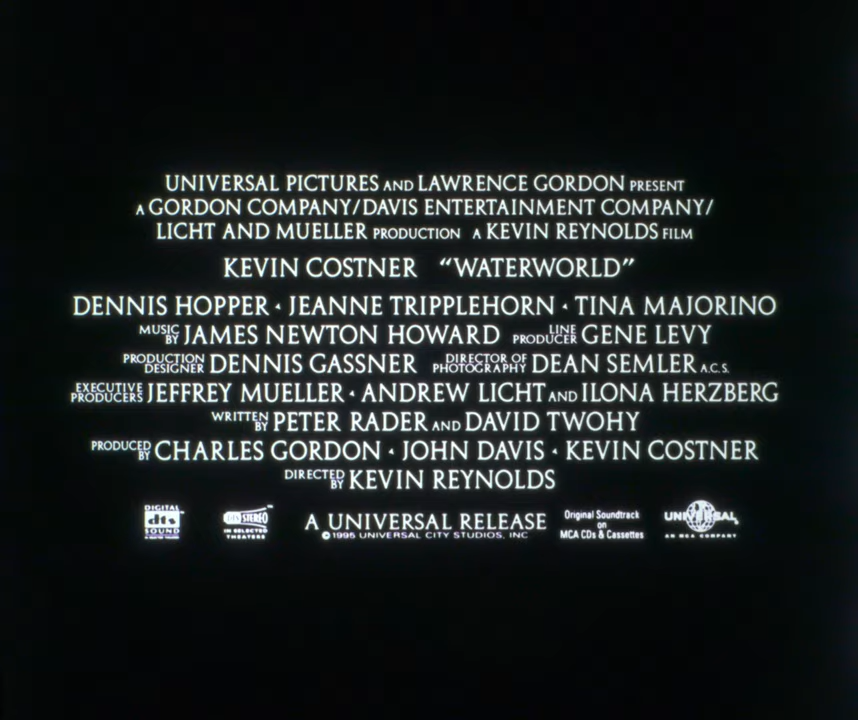 UNIVERSAL PICTURES AND LAWRENCE GORDON PRESENT
A GORDON COMPANY/DAVIS ENTERTAINMENT COMPANY/
LICHT AND MUELLER PRODUCTION A KEVIN REYNOLDS FILM
KEVIN COSTNER "WATERWORLD"
DENNIS HOPPER · JEANNE TRIPPLEHORN · TINA MAJORINO
MUSIC BY JAMES NEWTON HOWARD LINE PRODUCER GENE LEVY
PRODUCTION DESIGNER DENNIS GASSNER DIRECTOR OF PHOTOGRAPHY DEAN SEMLER A.C.S.
EXECUTIVE PRODUCERS JEFFREY MUELLER · ANDREW LICHT AND ILONA HERZBERG
WRITTEN BY PETER RADER AND DAVID TWOHY
PRODUCED BY CHARLES GORDON · JOHN DAVIS · KEVIN COSTNER
DIRECTED BY KEVIN REYNOLDS
DIGITAL
dts
SOUND
STEREO
IN SELECTED
THEATERS
A UNIVERSAL RELEASE
© 1995 UNIVERSAL CITY STUDIOS, INC
Original Soundtrack
on
MCA CDs & Cassettes
UNIVERSAL
AN MCA COMPANY